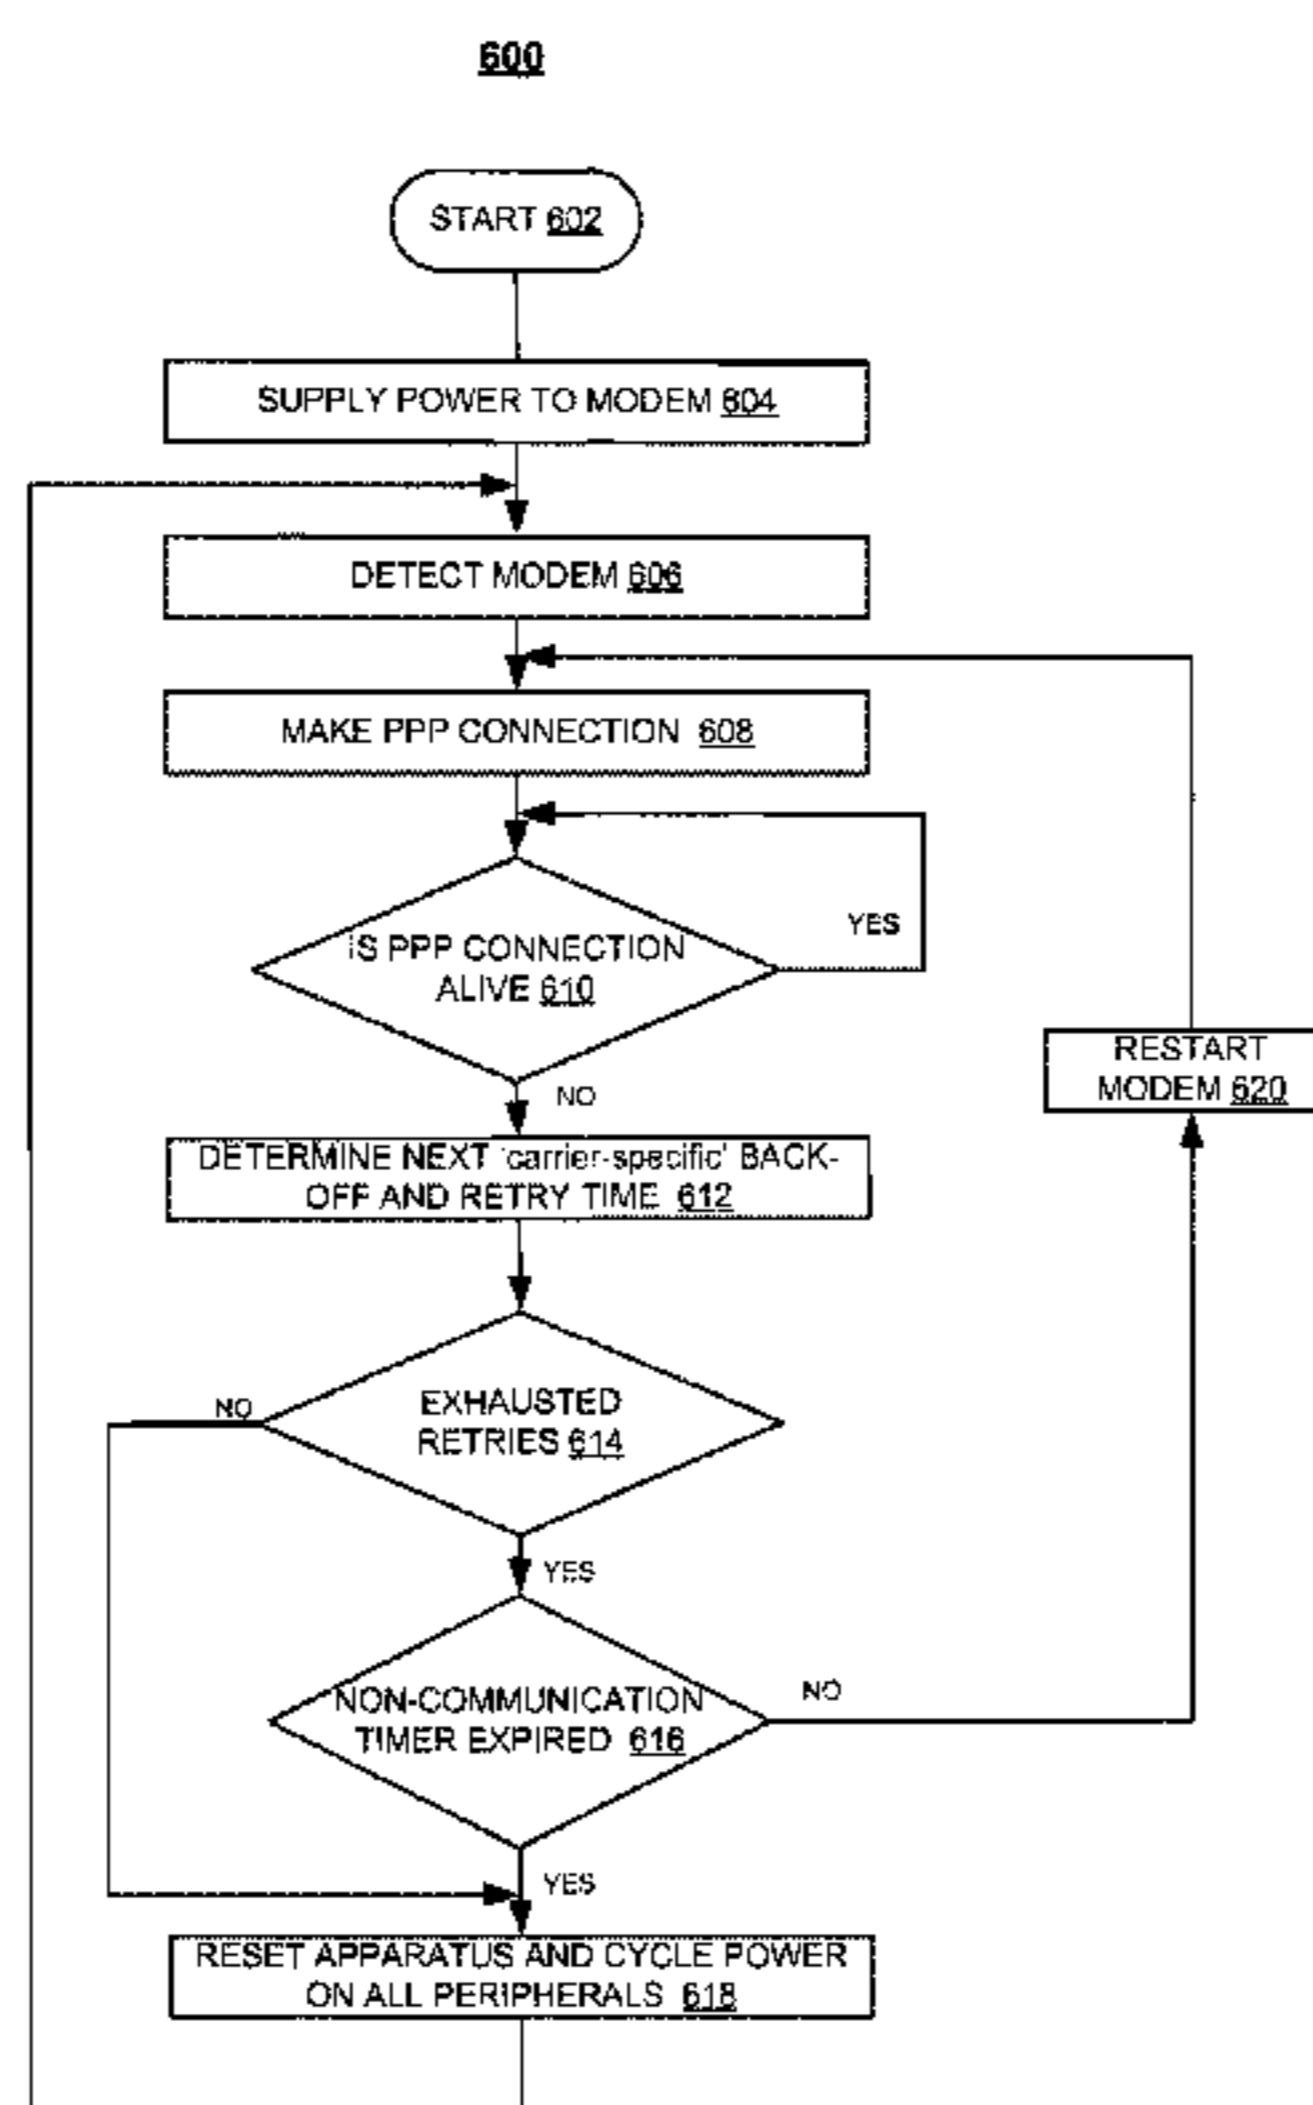 600
START 602
SUPPLY POWER TO MODEM 604
DETECT MODEM 606
MAKE PPP CONNECTION 608
IS PPP CONNECTION
ALIVE 610
YES
NO
RESTART
MODEM 620
DETERMINE NEXT 'carrier-specific' BACK-
OFF AND RETRY TIME 612
EXHAUSTED
RETRIES 614
NO
YES
NON-COMMUNICATION
TIMER EXPIRED 616
NO
YES
RESET APPARATUS AND CYCLE POWER
ON ALL PERIPHERALS 618